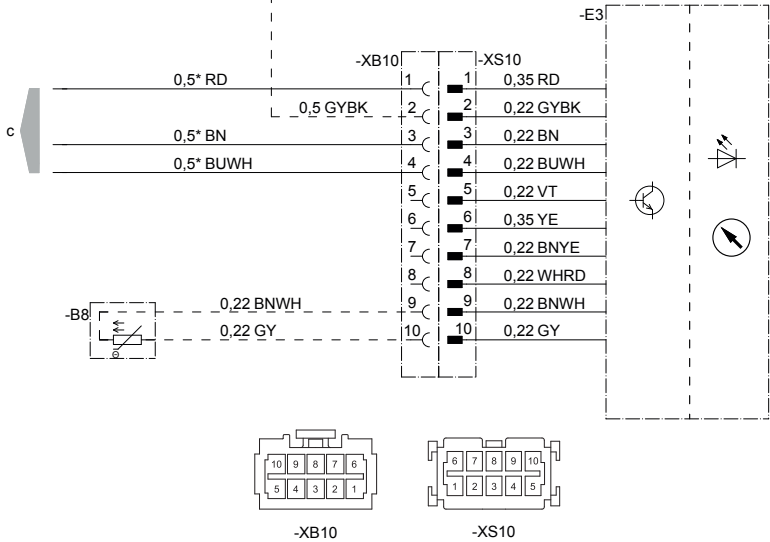 -E3
-XB10 -XS10
0,5* RD 1 1 0,35 RD
0,5 GYBK 2 2 0,22 GYBK
c
0,5* BN 3 3 0,22 BN
0,5* BUWH 4 4 0,22 BUWH
5 5 0,22 VT
6 6 0,35 YE
7 7 0,22 BNYE
8 8 0,22 WHRD
-B8 0,22 BNWH 9 9 0,22 BNWH
0,22 GY 10 10 0,22 GY
10 9 8 7 6
5 4 3 2 1
-XB10
6 7 8 9 10
1 2 3 4 5
-XS10